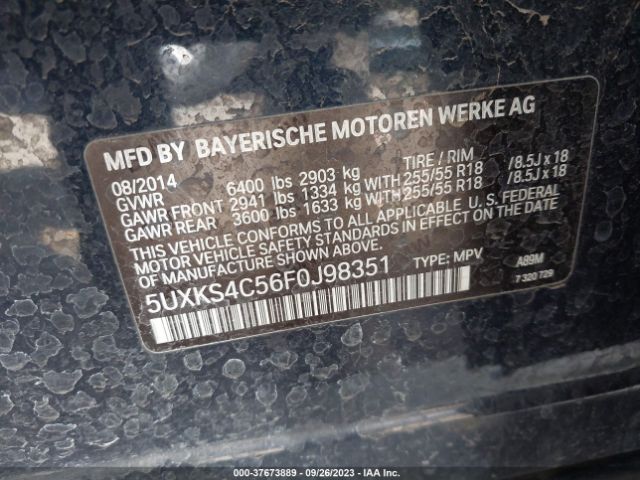 MFD BY BAYERISCHE MOTOREN WERKE AG
08/2014 TIRE / RIM
GVWR 6400 lbs 2903 kg
GAWR FRONT 2941 lbs 1334 kg WITH 255/55 R18 /8.5J x 18
GAWR REAR 3600 lbs 1633 kg WITH 255/55 R18 /8.5J x 18
THIS VEHICLE CONFORMS TO ALL APPLICABLE U.S. FEDERAL
MOTOR VEHICLE SAFETY STANDARDS IN EFFECT ON THE DATE
OF MANUFACTURE SHOWN ABOVE.
5UXKS4C56F0J98351 TYPE: MPV A89M
7 320 729
000-37673889 - 09/26/2023 - IAA Inc.